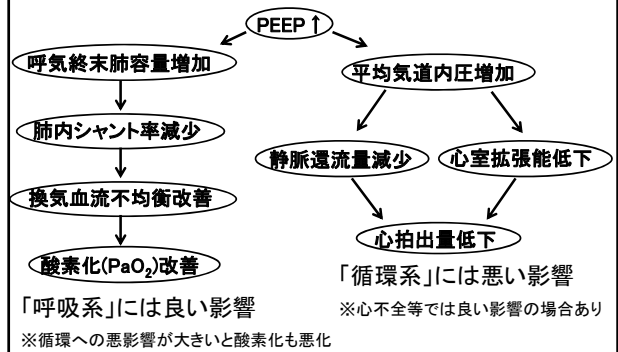 PEEP↑
呼気終末肺容量増加
平均気道内圧増加
肺内シャント率減少
静脈還流量減少
心室拡張能低下
換気血流不均衡改善
心拍出量低下
酸素化(PaO2)改善
「循環系」には悪い影響
「呼吸系」には良い影響
※心不全等では良い影響の場合あり
※循環への悪影響が大きいと酸素化も悪化